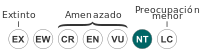 Extinto
Amenazado
Preocupación
menor
EX EW CR EN VU NT LC